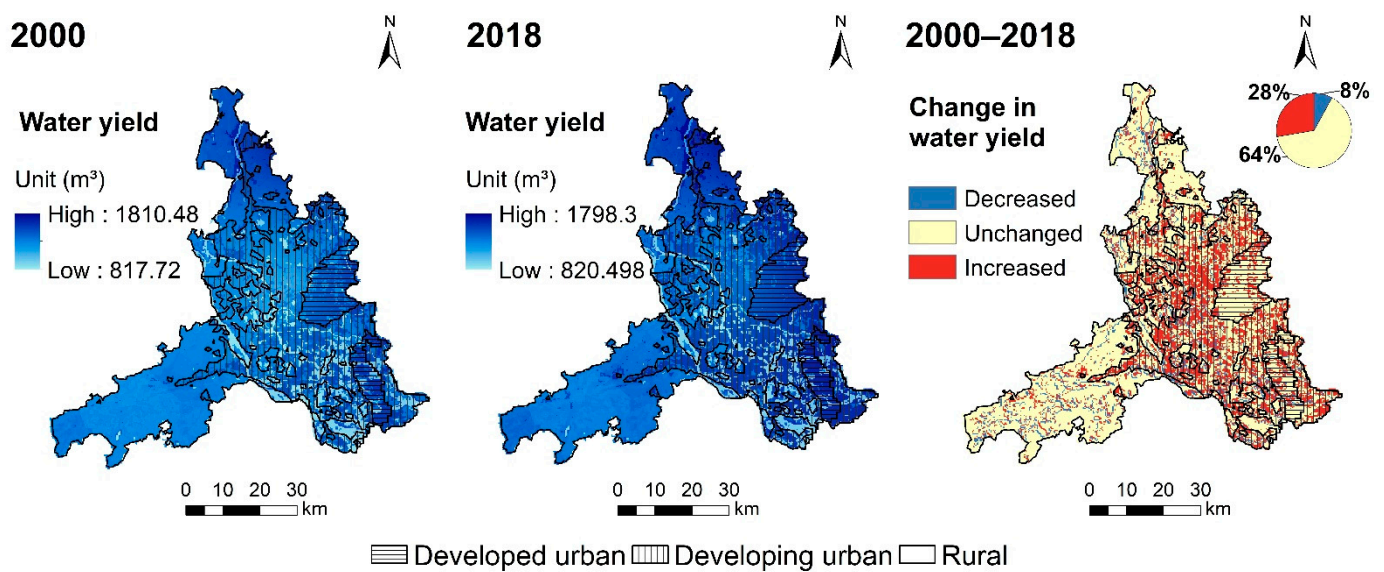 2000
N
Water yield
Unit (m³)
High : 1810.48
Low : 817.72
0 10 20 30
km
2018
N
Water yield
Unit (m³)
High : 1798.3
Low : 820.498
0 10 20 30
km
2000–2018
N
Change in
water yield
28%
8%
64%
Decreased
Unchanged
Increased
0 10 20 30
km
Developed urban Developing urban Rural